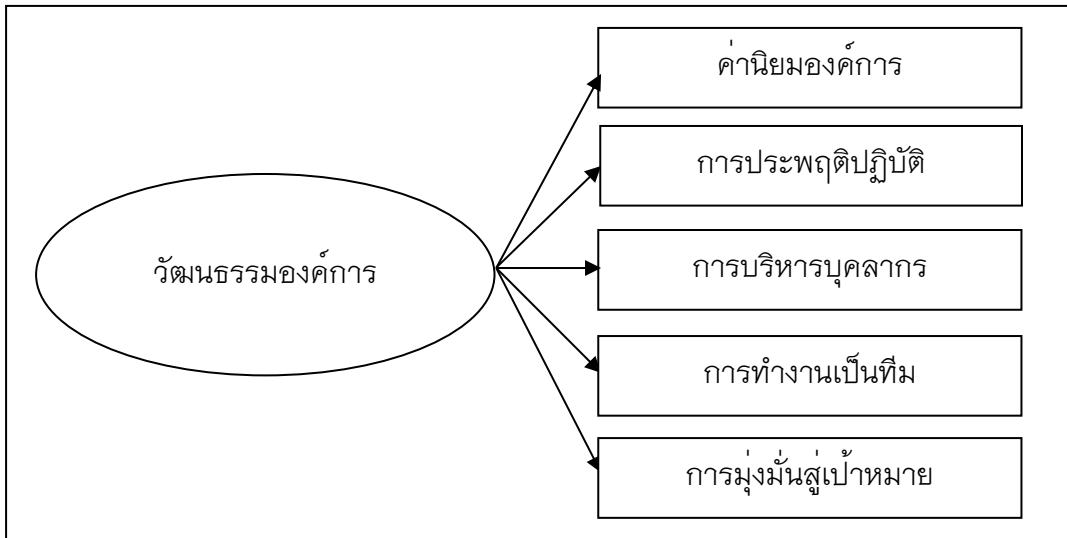 ค่านิยมองค์การ
การประพฤติปฏิบัติ
วัฒนธรรมองค์การ
การบริหารบุคลากร
การทำงานเป็นทีม
การมุ่งมั่นสู่เป้าหมาย